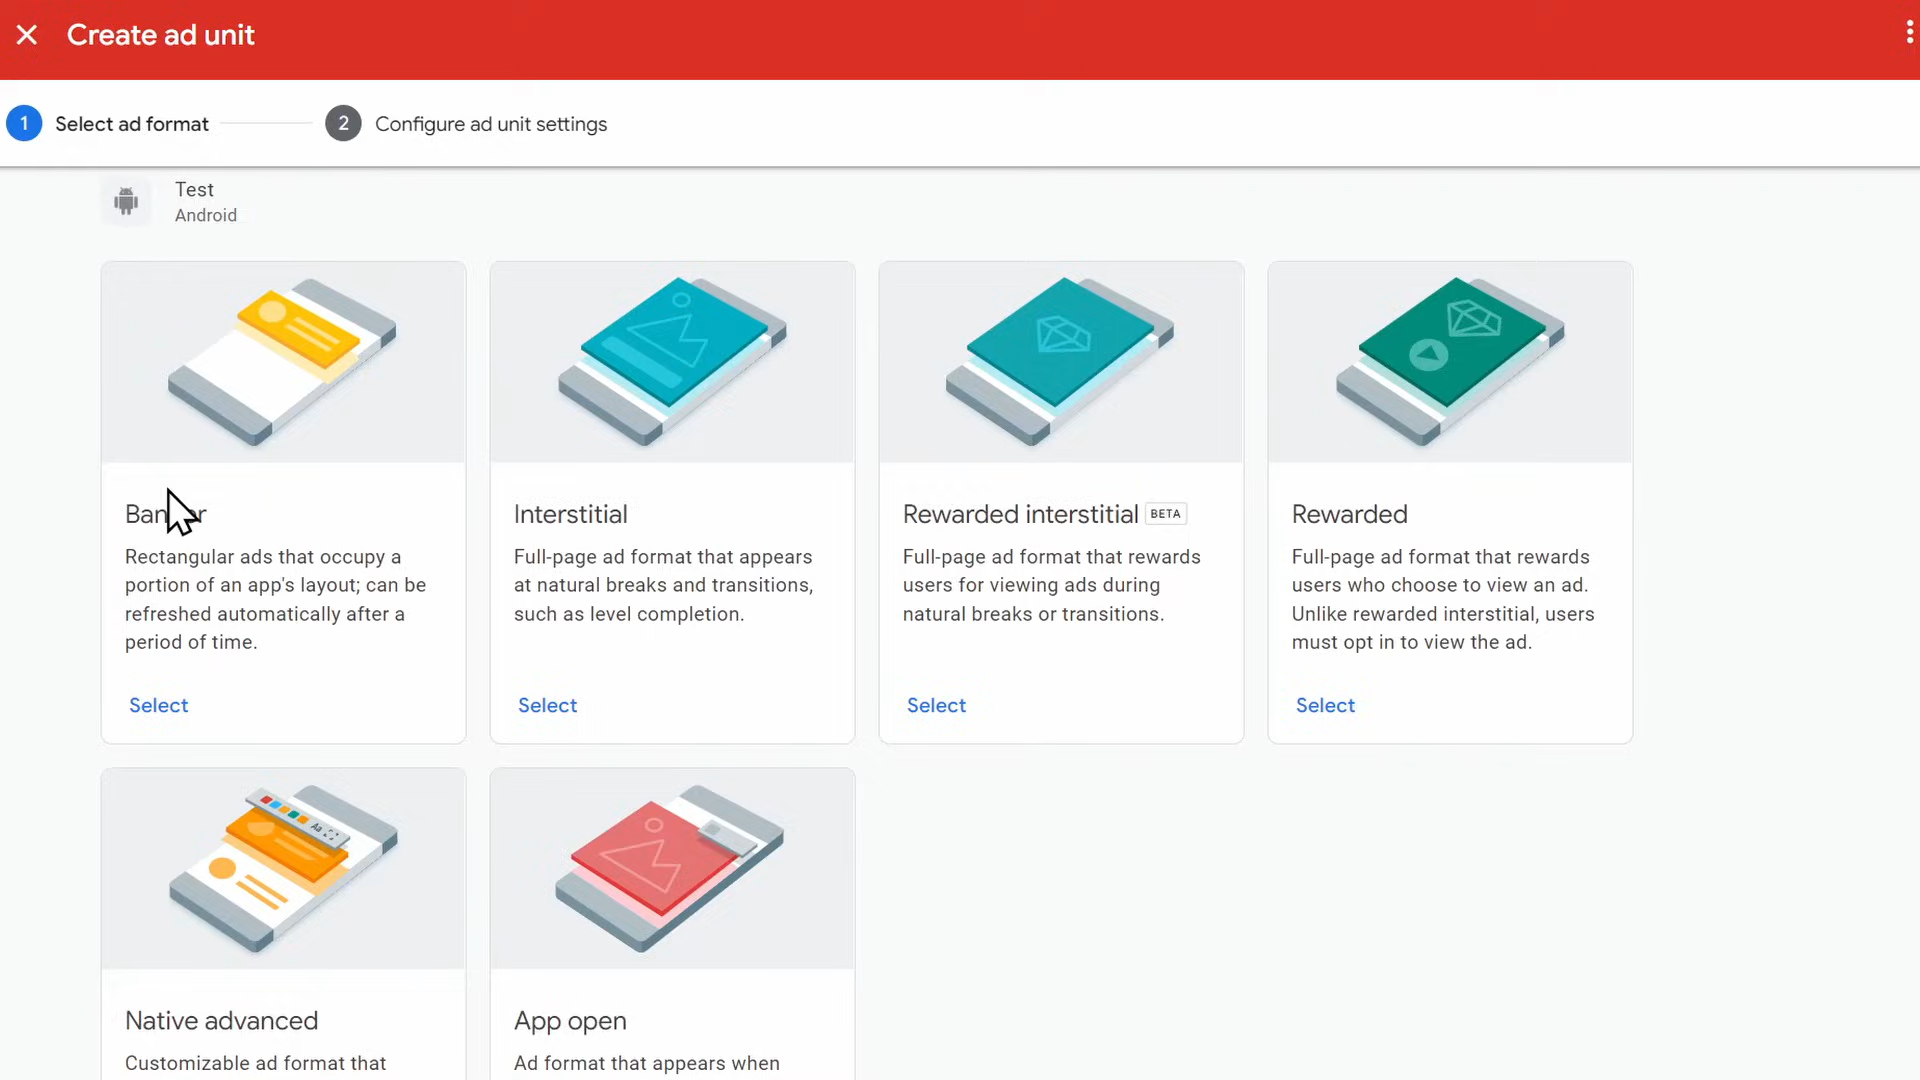 Create ad unit
1 Select ad format
2 Configure ad unit settings
Test
Android
Banner
Rectangular ads that occupy a
portion of an app's layout; can be
refreshed automatically after a
period of time.
Select
Interstitial
Full-page ad format that appears
at natural breaks and transitions,
such as level completion.
Select
Rewarded interstitial BETA
Full-page ad format that rewards
users for viewing ads during
natural breaks or transitions.
Select
Rewarded
Full-page ad format that rewards
users who choose to view an ad.
Unlike rewarded interstitial, users
must opt in to view the ad.
Select
Aa
Native advanced
Customizable ad format that
App open
Ad format that appears when